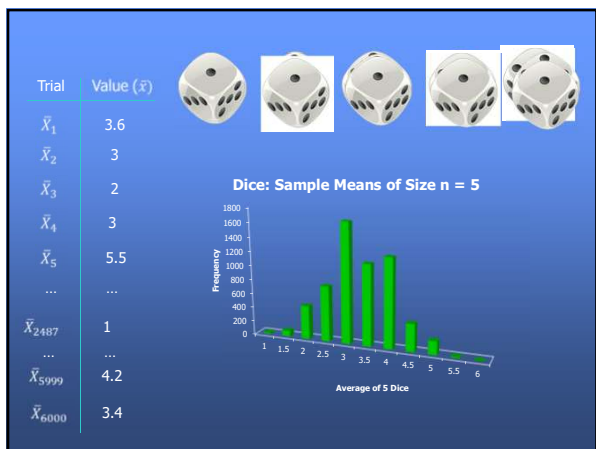 Trial Value (x̄)
X̄₁ 3.6
X̄₂ 3
X̄₃ 2
X̄₄ 3
X̄₅ 5.5
... ...
X̄₂₄₈₇ 1
... ...
X̄₅₉₉₉ 4.2
X̄₆₀₀₀ 3.4
Dice: Sample Means of Size n = 5
Frequency
1800
1600
1400
1200
1000
800
600
400
200
0
1 1.5 2 2.5 3 3.5 4 4.5 5 5.5 6
Average of 5 Dice